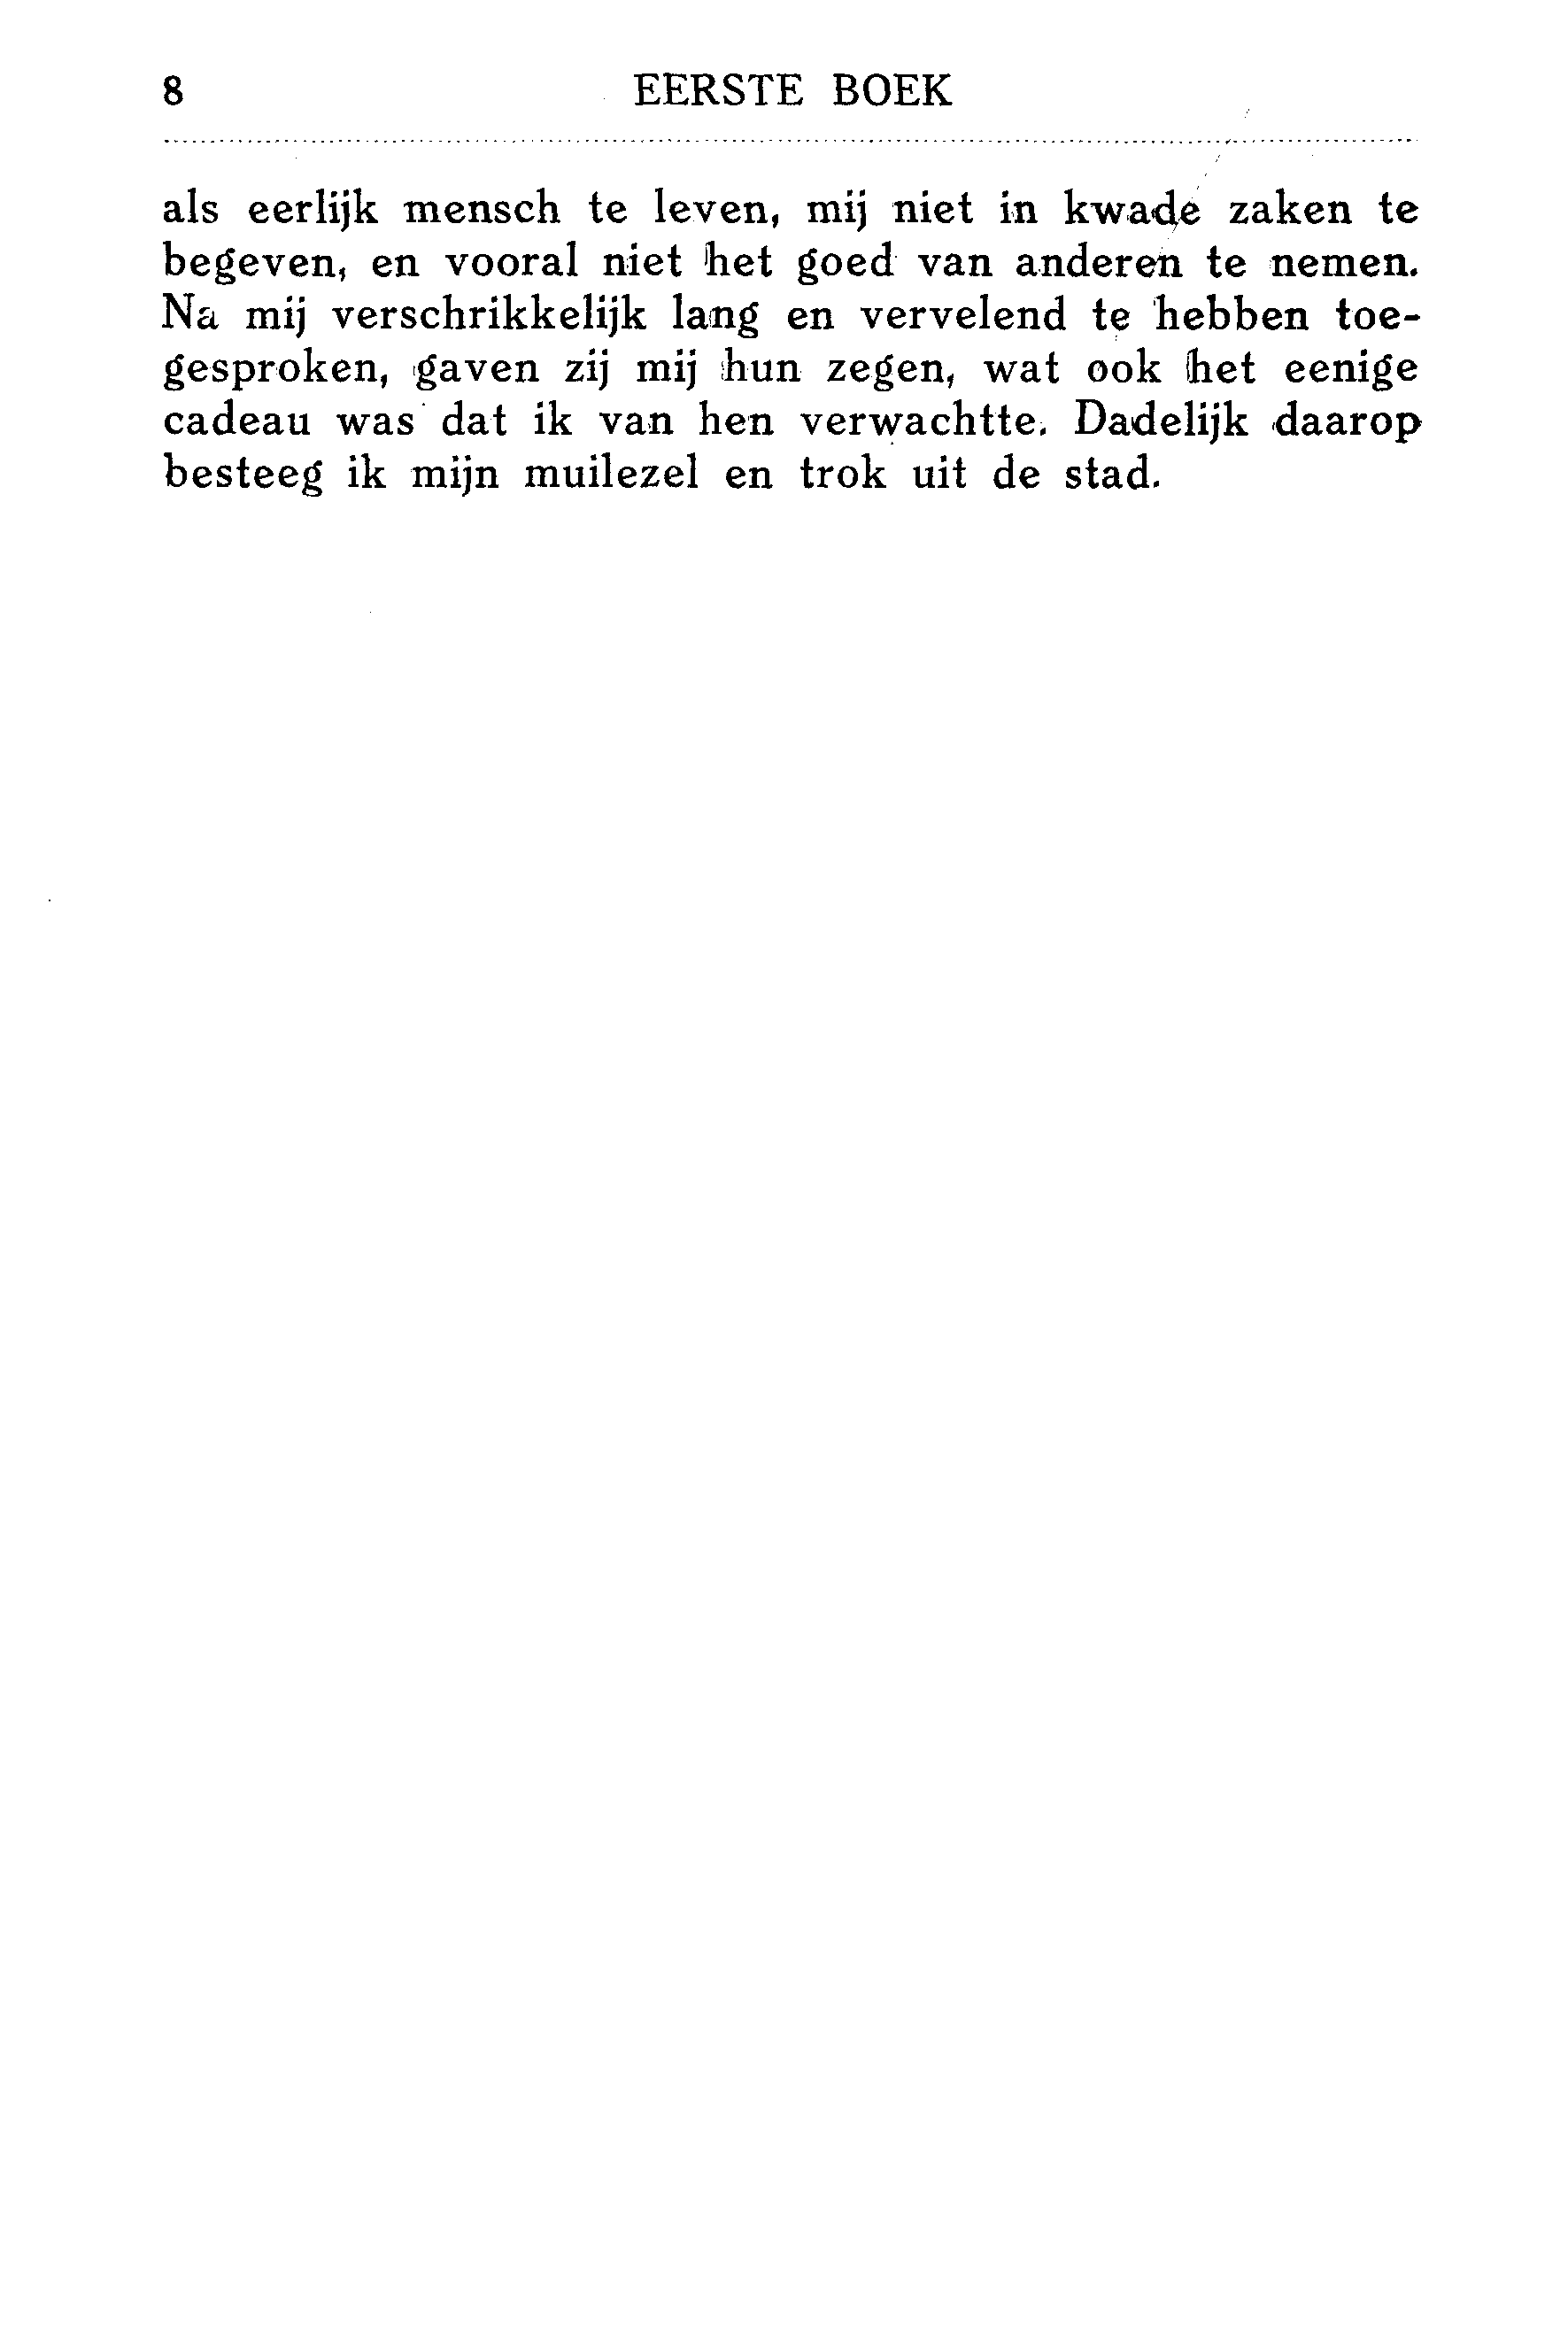 8 EERSTE BOEK
als eerlijk mensch te leven, mij niet in kwade zaken te
begeven, en vooral niet het goed van anderen te nemen.
Na mij verschrikkelijk lang en vervelend te hebben toe-
gesproken, gaven zij mij hun zegen, wat ook het eenige
cadeau was dat ik van hen verwachtte. Dadelijk daarop
besteeg ik mijn muilezel en trok uit de stad.